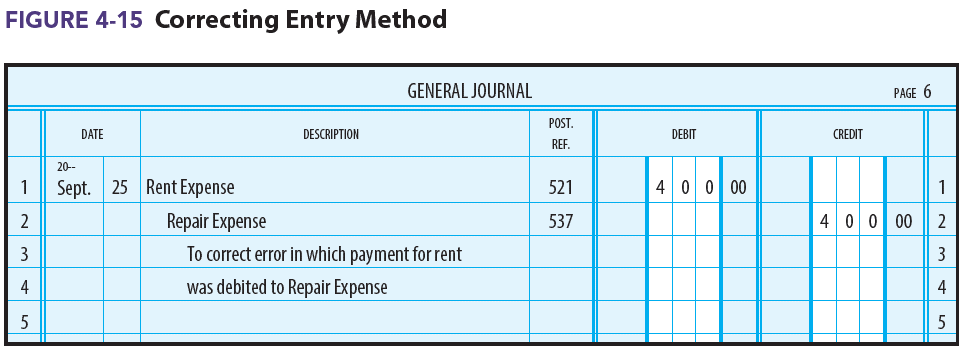 FIGURE 4-15 Correcting Entry Method
GENERAL JOURNAL PAGE 6
DATE DESCRIPTION POST. REF. DEBIT CREDIT
20--
1 Sept. 25 Rent Expense 521 4 0 0 00 1
2 Repair Expense 537 4 0 0 00 2
3 To correct error in which payment for rent 3
4 was debited to Repair Expense 4
5 5